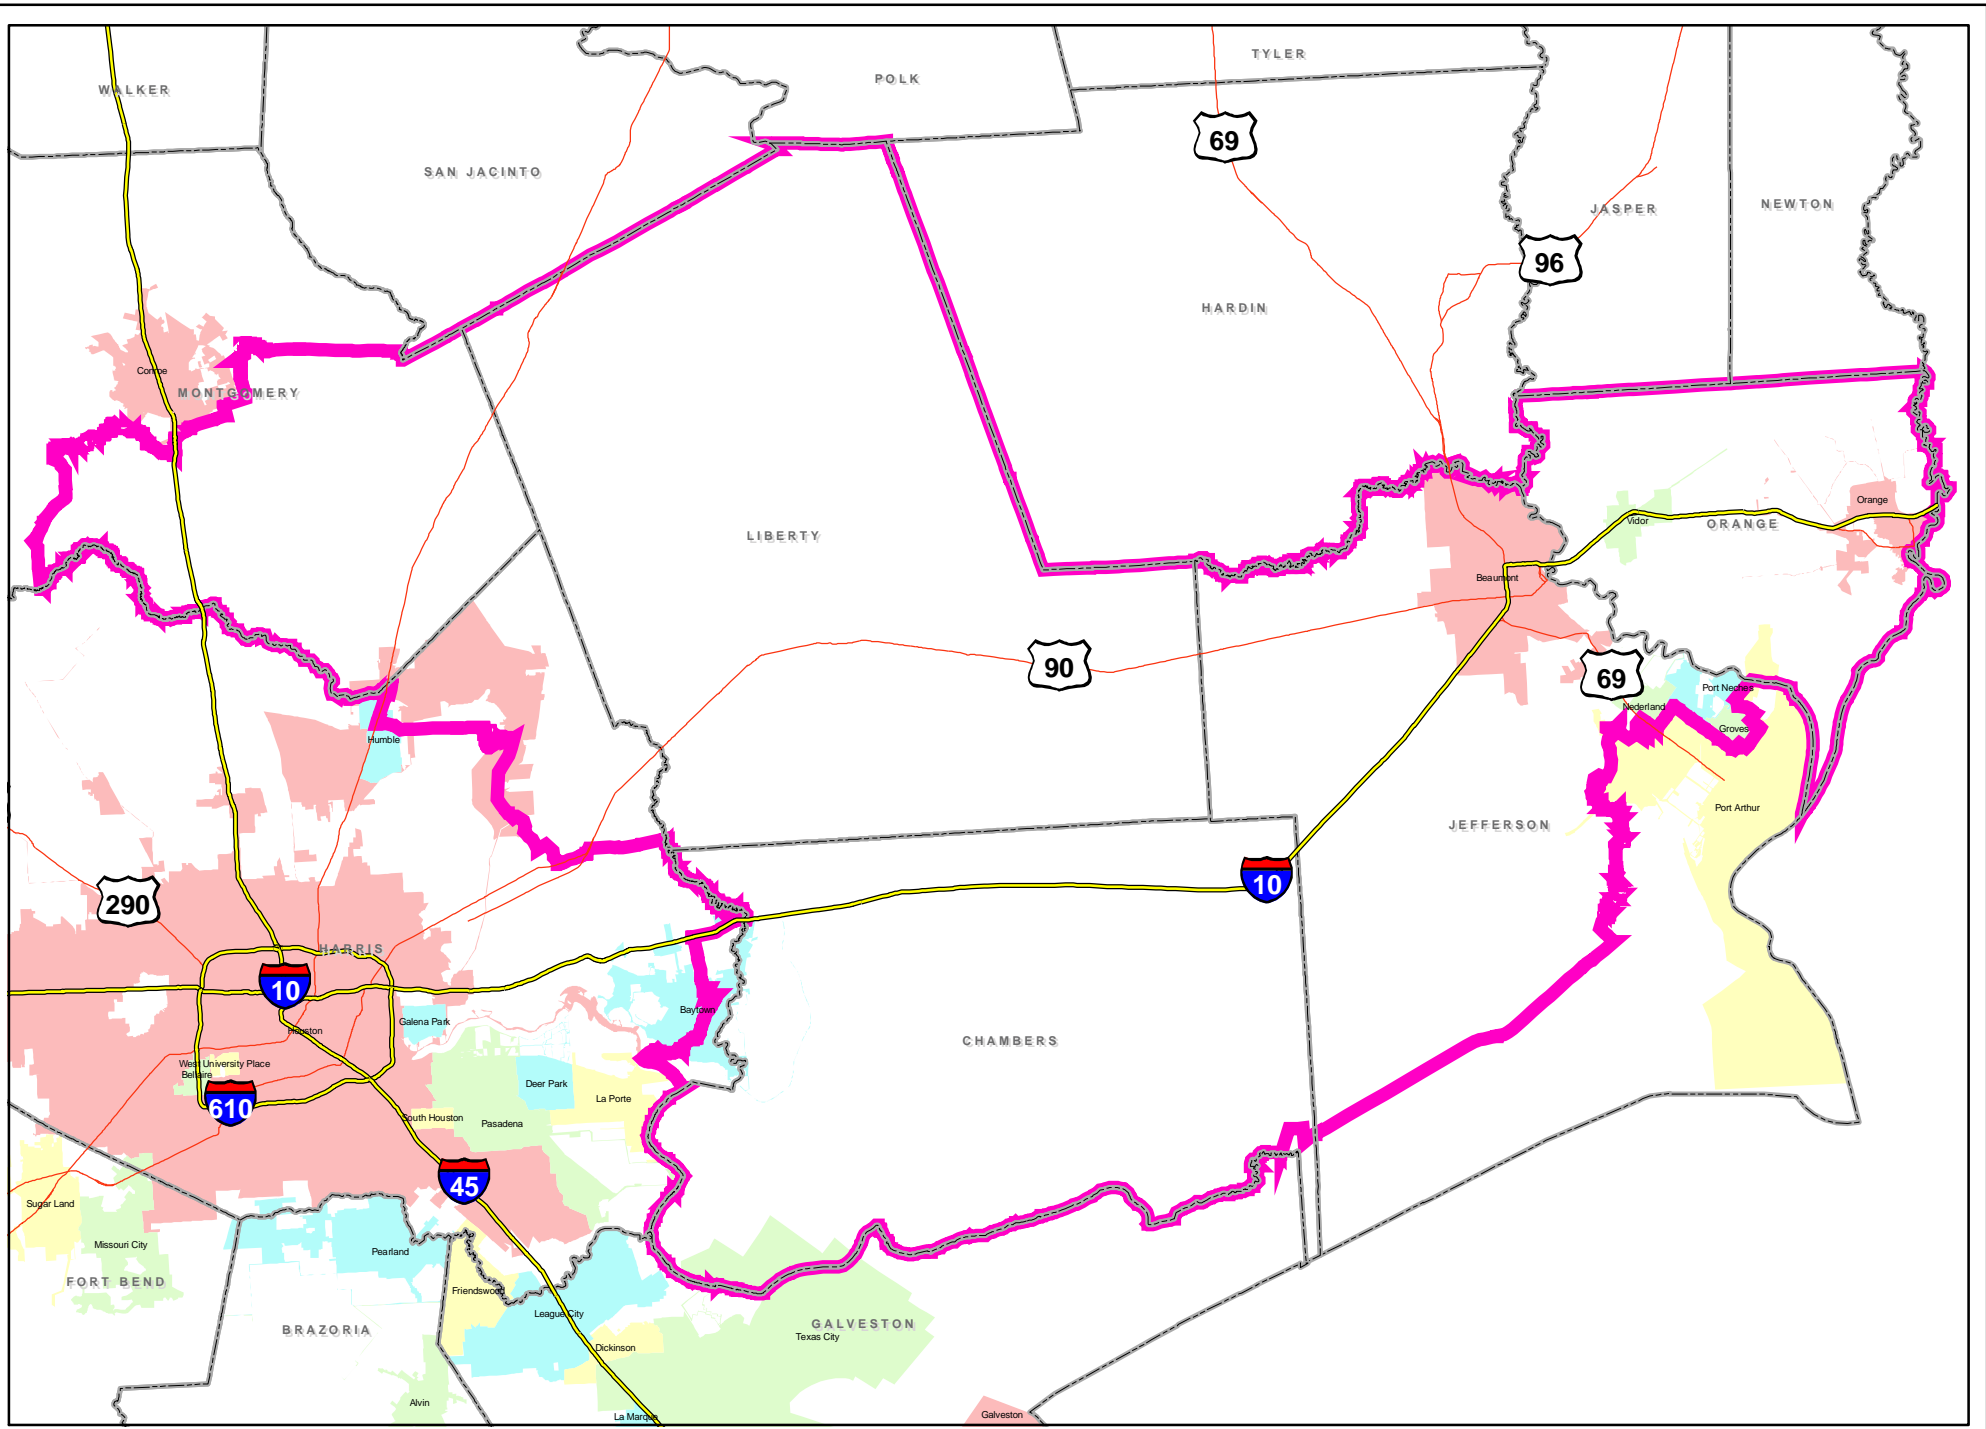 TYLER
POLK
WALKER
69
SAN JACINTO
JASPER
NEWTON
96
HARDIN
Conroe
MONTGOMERY
Orange
Vidor
ORANGE
LIBERTY
Beaumont
90
69
Port Neches
Nederland
Groves
Humble
Port Arthur
JEFFERSON
10
290
HARRIS
10
Baytown
Galena Park
Houston
CHAMBERS
West University Place
Bellaire
Deer Park
La Porte
610
South Houston
Pasadena
45
Sugar Land
Missouri City
Pearland
FORT BEND
Friendswood
League City
GALVESTON
BRAZORIA
Texas City
Dickinson
Alvin
La Marque
Galveston